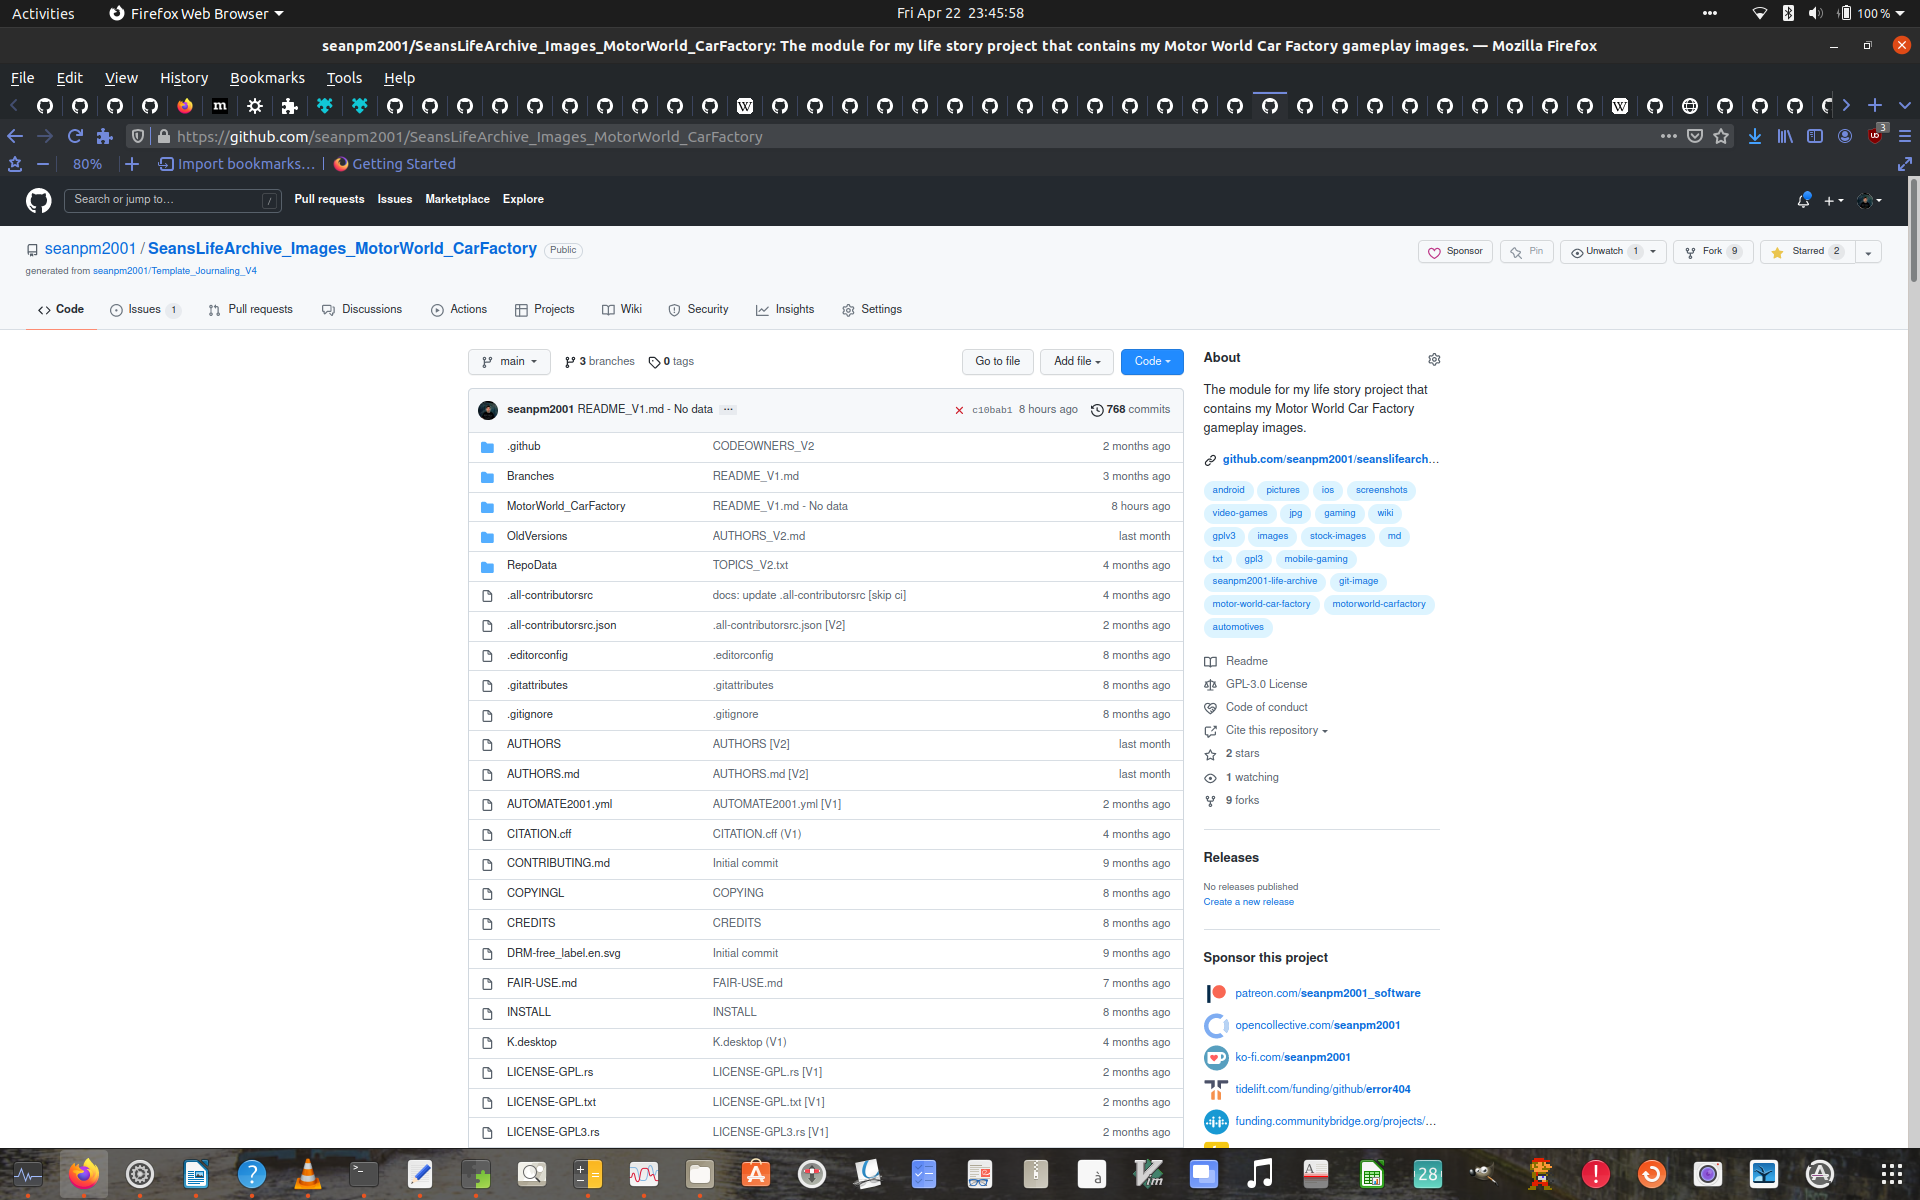 Activities Firefox Web Browser Fri Apr 22 23:45:58 100 %
seanpm2001/SeansLifeArchive_Images_MotorWorld_CarFactory: The module for my life story project that contains my Motor World Car Factory gameplay images. — Mozilla Firefox
File Edit View History Bookmarks Tools Help
https://github.com/seanpm2001/SeansLifeArchive_Images_MotorWorld_CarFactory 3
80% Import bookmarks... Getting Started
Search or jump to... / Pull requests Issues Marketplace Explore
seanpm2001 / SeansLifeArchive_Images_MotorWorld_CarFactory Public Sponsor Pin Unwatch 1 Fork 9 Starred 2
generated from seanpm2001/Template_Journaling_V4
Code Issues 1 Pull requests Discussions Actions Projects Wiki Security Insights Settings
main 3 branches 0 tags Go to file Add file Code
seanpm2001 README_V1.md - No data ... c10bab1 8 hours ago 768 commits
.github CODEOWNERS_V2 2 months ago
Branches README_V1.md 3 months ago
MotorWorld_CarFactory README_V1.md - No data 8 hours ago
OldVersions AUTHORS_V2.md last month
RepoData TOPICS_V2.txt 4 months ago
.all-contributorsrc docs: update .all-contributorsrc [skip ci] 4 months ago
.all-contributorsrc.json .all-contributorsrc.json [V2] 2 months ago
.editorconfig .editorconfig 8 months ago
.gitattributes .gitattributes 8 months ago
.gitignore .gitignore 8 months ago
AUTHORS AUTHORS [V2] last month
AUTHORS.md AUTHORS.md [V2] last month
AUTOMATE2001.yml AUTOMATE2001.yml [V1] 2 months ago
CITATION.cff CITATION.cff (V1) 4 months ago
CONTRIBUTING.md Initial commit 9 months ago
COPYINGL COPYING 8 months ago
CREDITS CREDITS 8 months ago
DRM-free_label.en.svg Initial commit 9 months ago
FAIR-USE.md FAIR-USE.md 7 months ago
INSTALL INSTALL 8 months ago
K.desktop K.desktop (V1) 4 months ago
LICENSE-GPL.rs LICENSE-GPL.rs [V1] 2 months ago
LICENSE-GPL.txt LICENSE-GPL.txt [V1] 2 months ago
LICENSE-GPL3.rs LICENSE-GPL3.rs [V1] 2 months ago
About
The module for my life story project that
contains my Motor World Car Factory
gameplay images.
github.com/seanpm2001/seanslifearch...
android pictures ios screenshots
video-games jpg gaming wiki
gplv3 images stock-images md
txt gpl3 mobile-gaming
seanpm2001-life-archive git-image
motor-world-car-factory motorworld-carfactory
automotives
Readme
GPL-3.0 License
Code of conduct
Cite this repository
2 stars
1 watching
9 forks
Releases
No releases published
Create a new release
Sponsor this project
patreon.com/seanpm2001_software
opencollective.com/seanpm2001
ko-fi.com/seanpm2001
tidelift.com/funding/github/error404
funding.communitybridge.org/projects/...
28